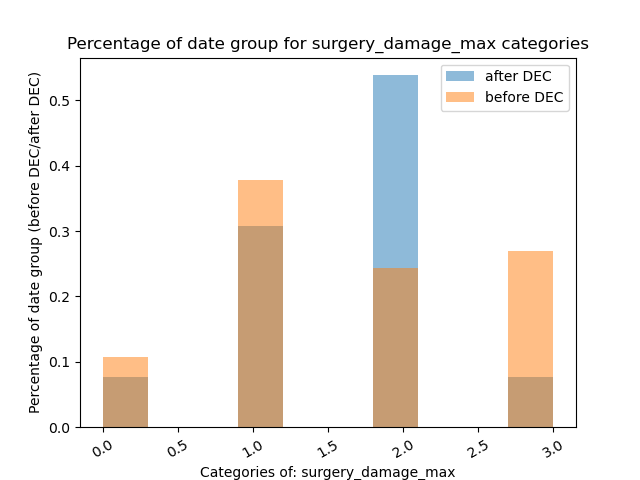 Percentage of date group for surgery_damage_max categories
after DEC
before DEC
Percentage of date group (before DEC/after DEC)
0.5
0.4
0.3
0.2
0.1
0.0
0.0 0.5 1.0 1.5 2.0 2.5 3.0
Categories of: surgery_damage_max